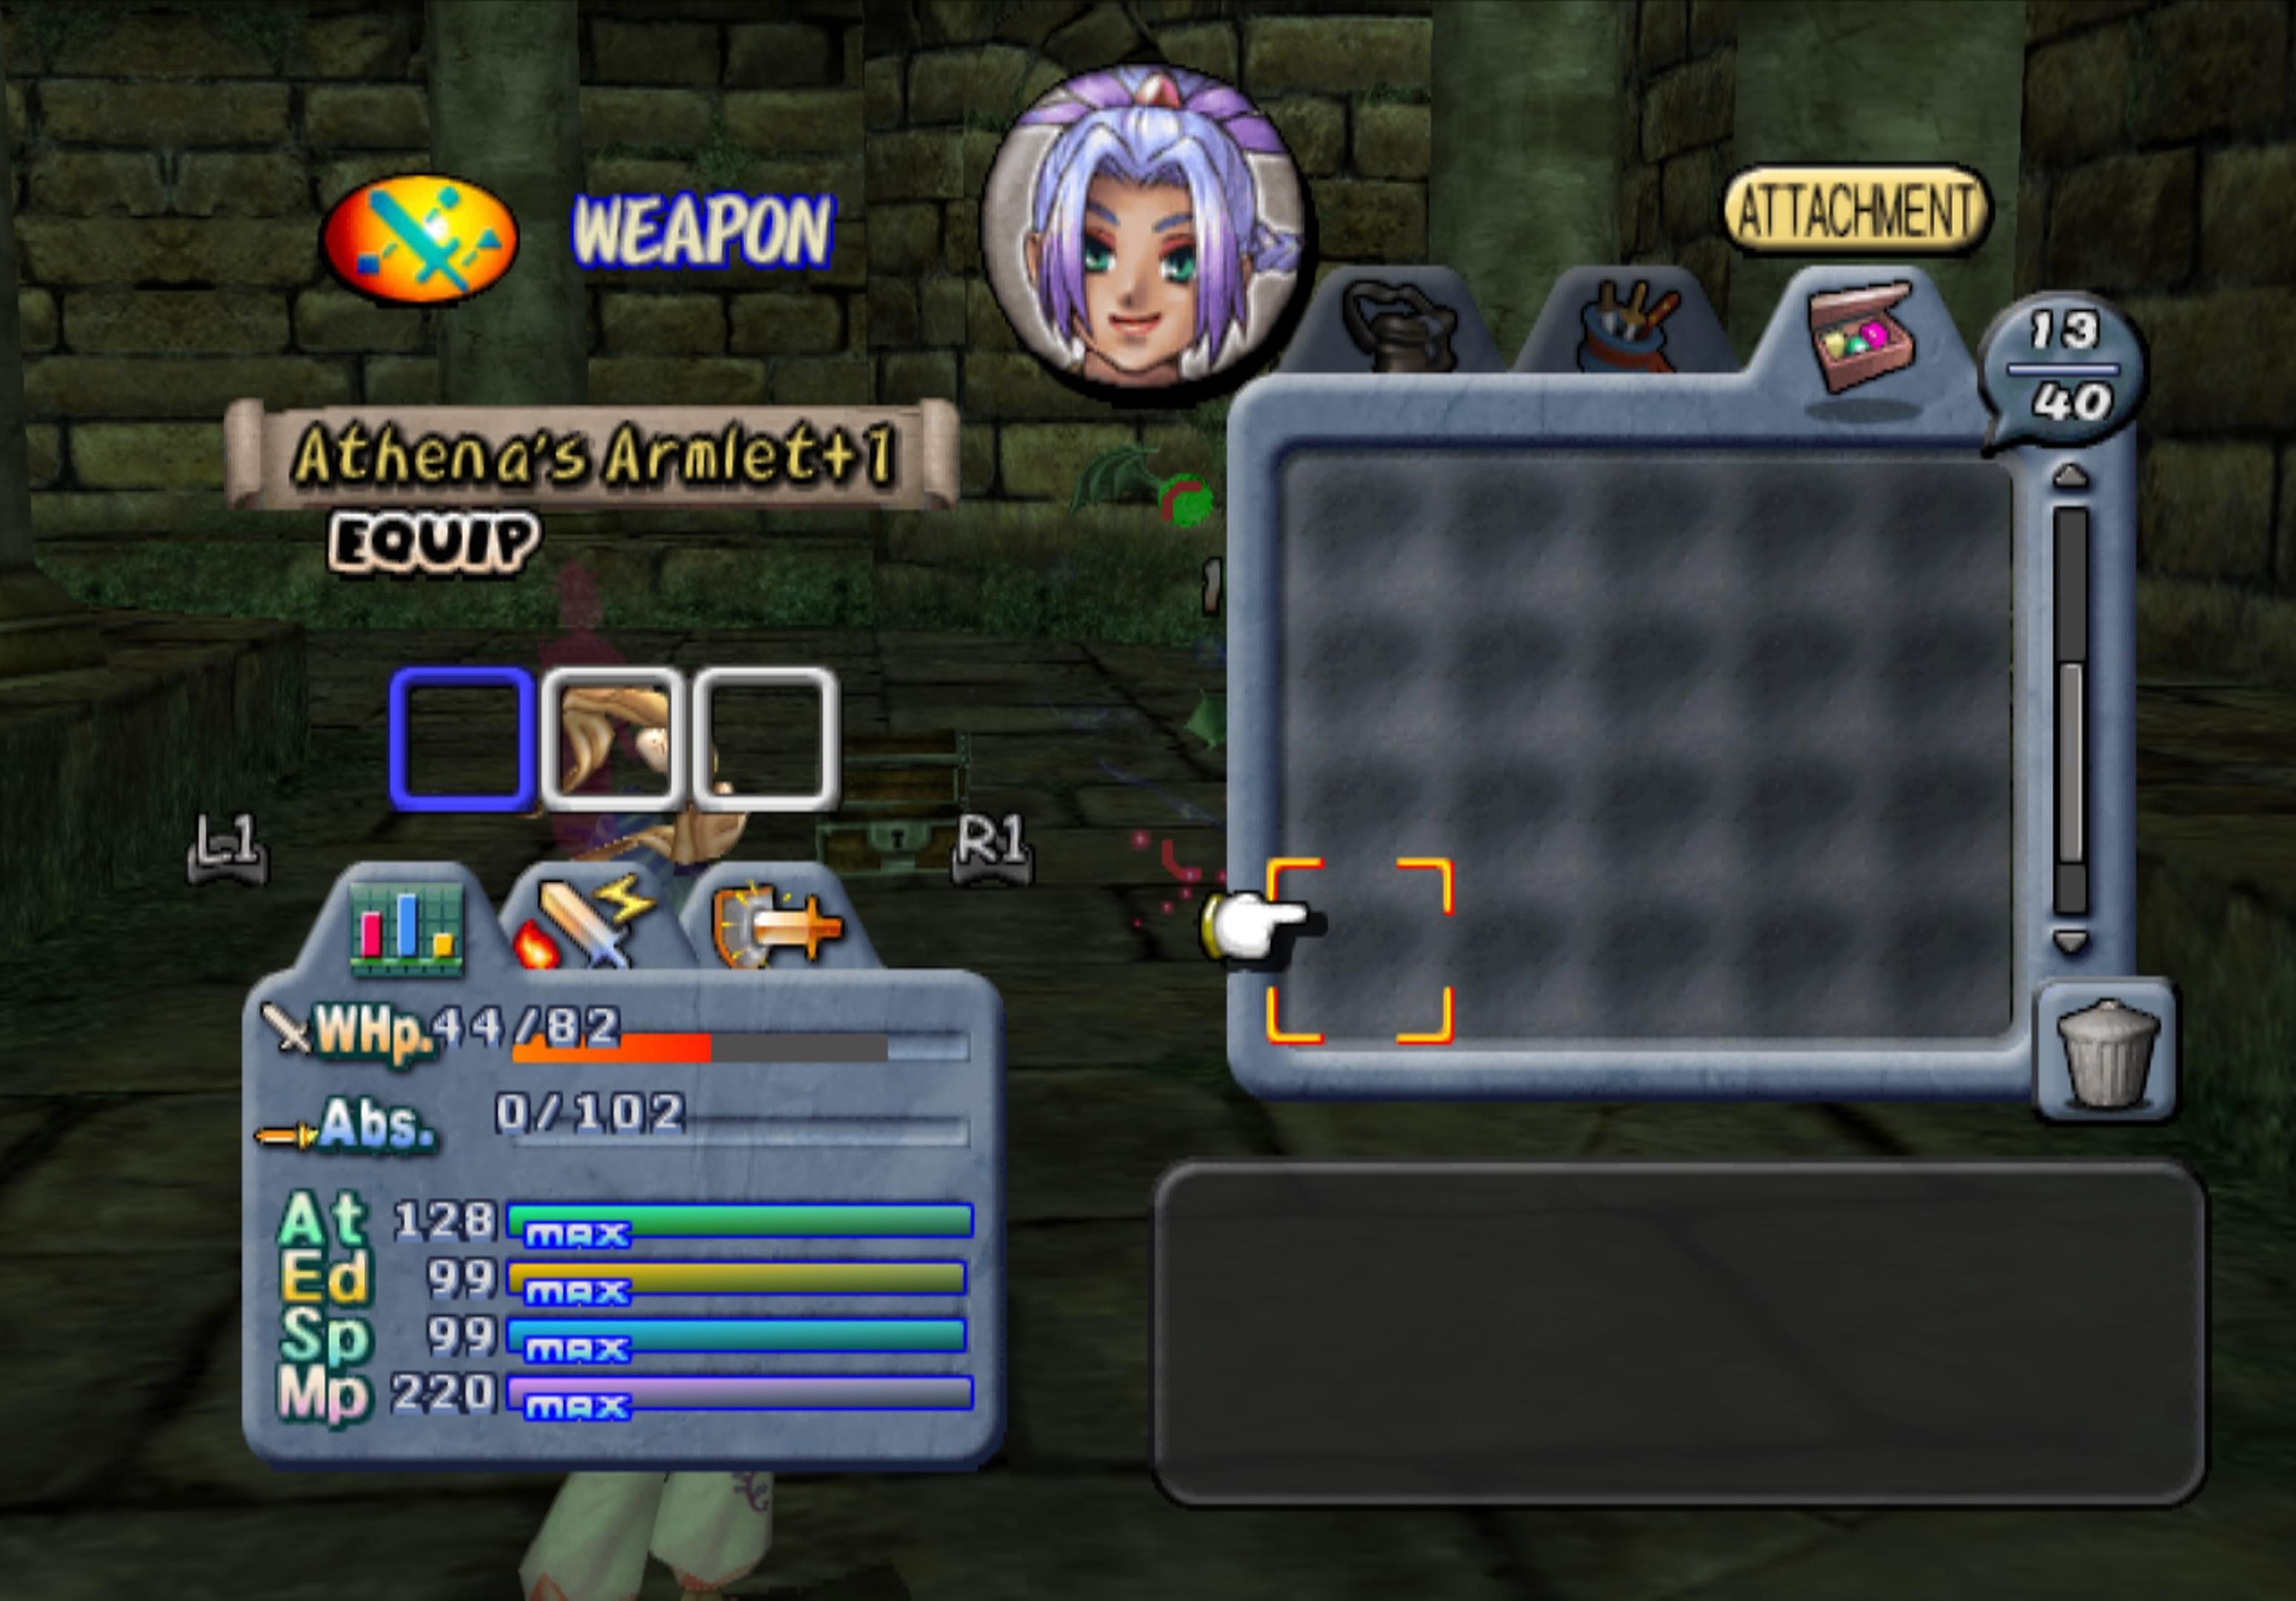 WEAPON
ATTACHMENT
13
40
Athena's Armlet+1
EQUIP
L1
R1
WHp. 44/82
Abs. 0/102
At 128 max
Ed 99 max
Sp 99 max
Mp 220 max